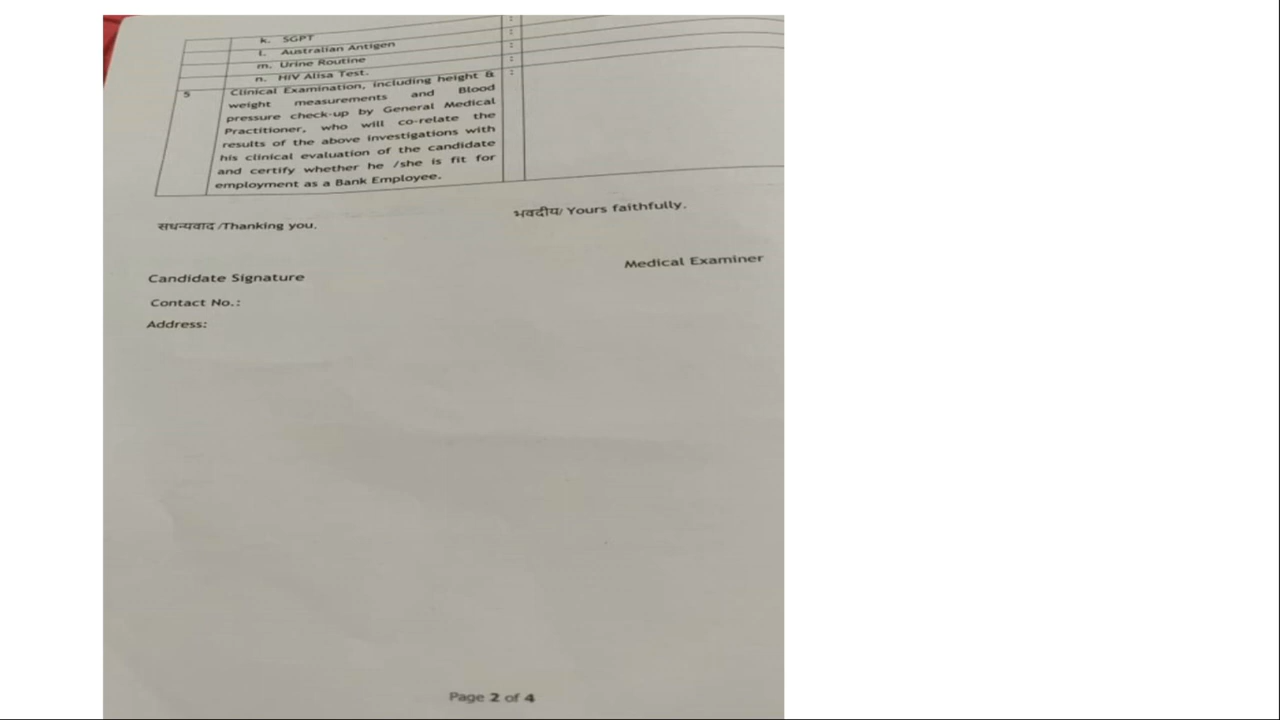 k. SGPT :
l. Australian Antigen :
m. Urine Routine :
n. HIV Alisa Test. :
5 Clinical Examination, including height & :
weight measurements and Blood
pressure check-up by General Medical
Practitioner, who will co-relate the
results of the above investigations with
his clinical evaluation of the candidate
and certify whether he /she is fit for
employment as a Bank Employee.
भवदीय/ Yours faithfully.
सधन्यवाद /Thanking you.
Medical Examiner
Candidate Signature
Contact No.:
Address:
Page 2 of 4